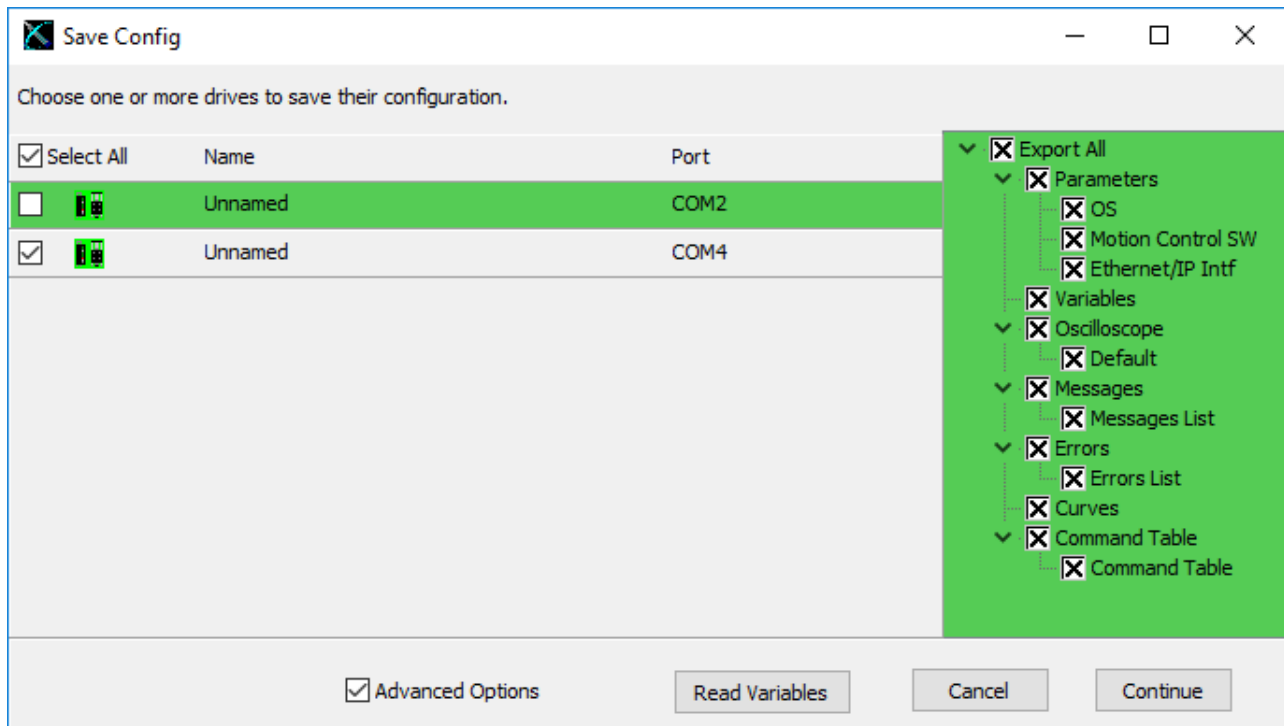 Save Config
Choose one or more drives to save their configuration.
Select All Name Port
Unnamed COM2
Unnamed COM4
Export All
Parameters
OS
Motion Control SW
Ethernet/IP Intf
Variables
Oscilloscope
Default
Messages
Messages List
Errors
Errors List
Curves
Command Table
Command Table
Advanced Options Read Variables Cancel Continue